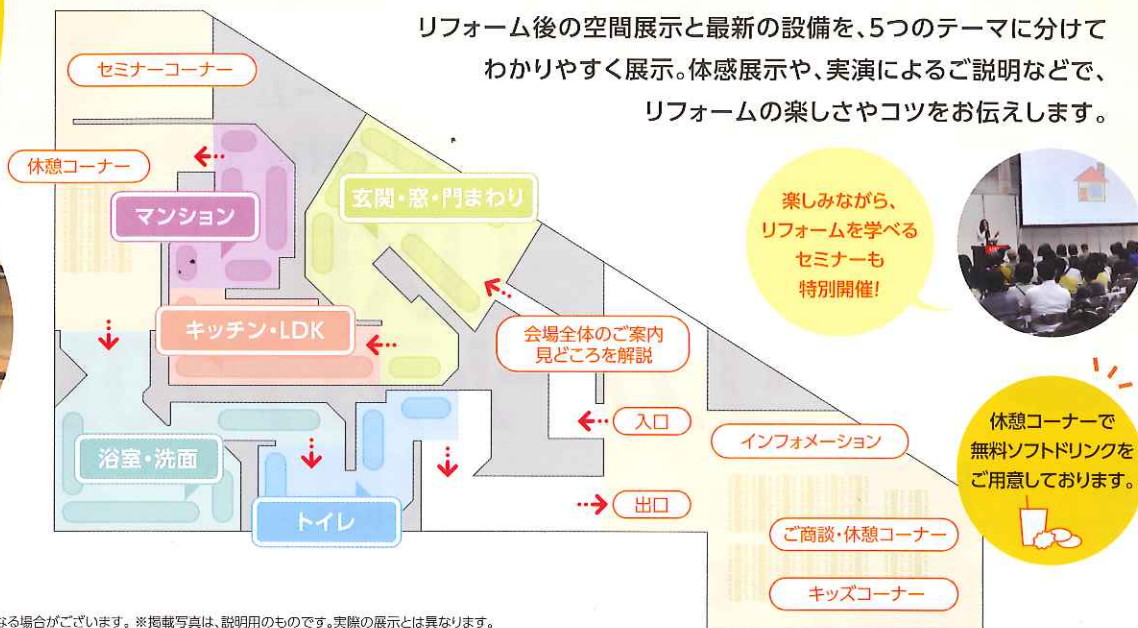 リフォーム後の空間展示と最新の設備を、5つのテーマに分けて
わかりやすく展示。体感展示や、実演によるご説明などで、
リフォームの楽しさやコツをお伝えします。
セミナーコーナー
休憩コーナー
マンション
玄関・窓・門まわり
キッチン・LDK
会場全体のご案内
見どころを解説
入口
出口
浴室・洗面
トイレ
インフォメーション
ご商談・休憩コーナー
キッズコーナー
楽しみながら、
リフォームを学べる
セミナーも
特別開催!
休憩コーナーで
無料ソフトドリンクを
ご用意しております。
なる場合がございます。※掲載写真は、説明用のものです。実際の展示とは異なります。